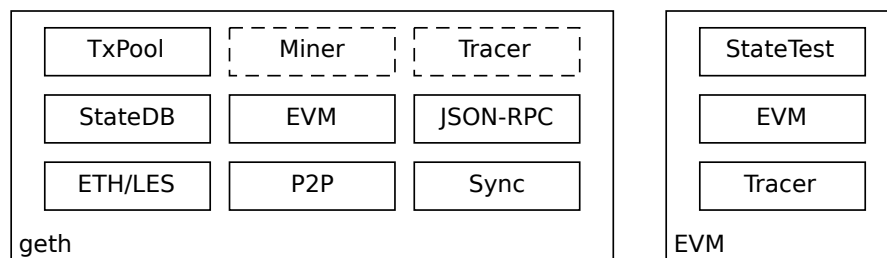 TxPool Miner Tracer
StateDB EVM JSON-RPC
ETH/LES P2P Sync
geth
StateTest
EVM
Tracer
EVM